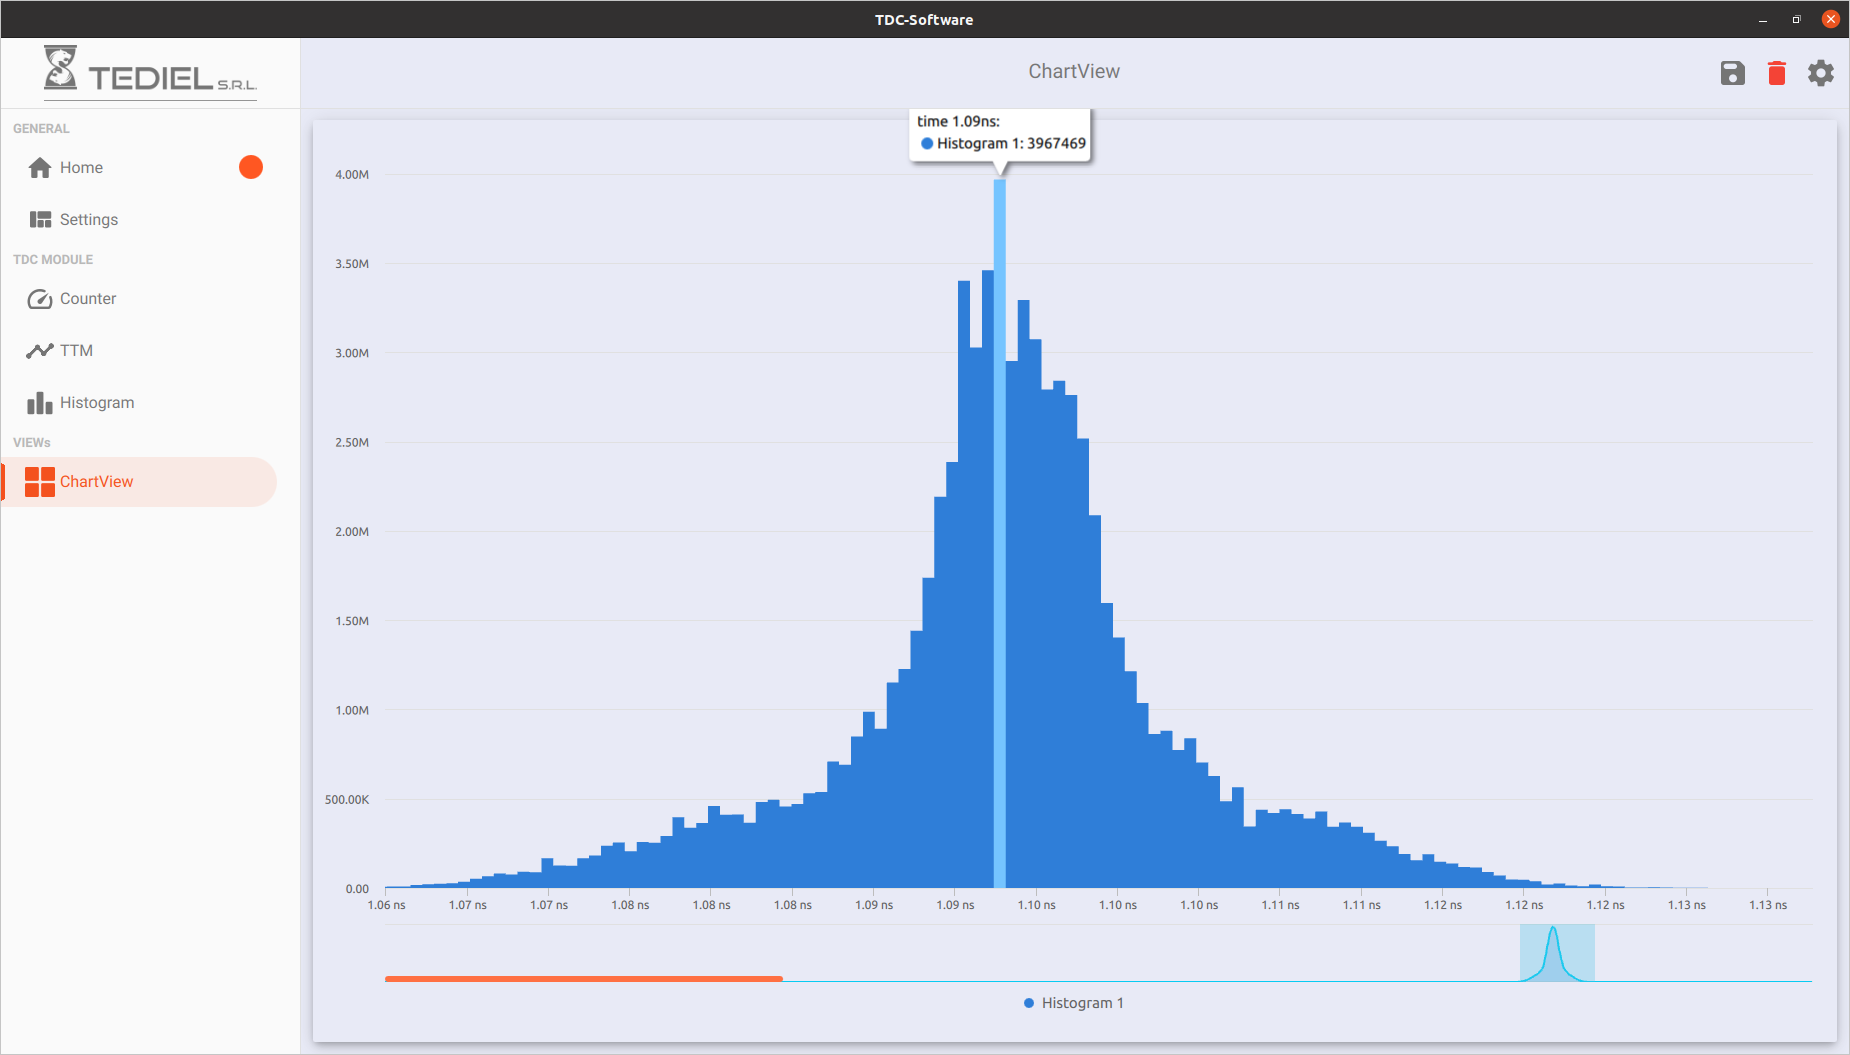 TDC-Software
TEDIEL S.R.L.
GENERAL
Home
Settings
TDC MODULE
Counter
TTM
Histogram
VIEWs
ChartView
ChartView
time 1.09ns:
Histogram 1: 3967469
4.00M
3.50M
3.00M
2.50M
2.00M
1.50M
1.00M
500.00K
0.00
1.06 ns 1.07 ns 1.07 ns 1.08 ns 1.08 ns 1.08 ns 1.09 ns 1.09 ns 1.10 ns 1.10 ns 1.10 ns 1.11 ns 1.11 ns 1.12 ns 1.12 ns 1.12 ns 1.13 ns 1.13 ns
Histogram 1